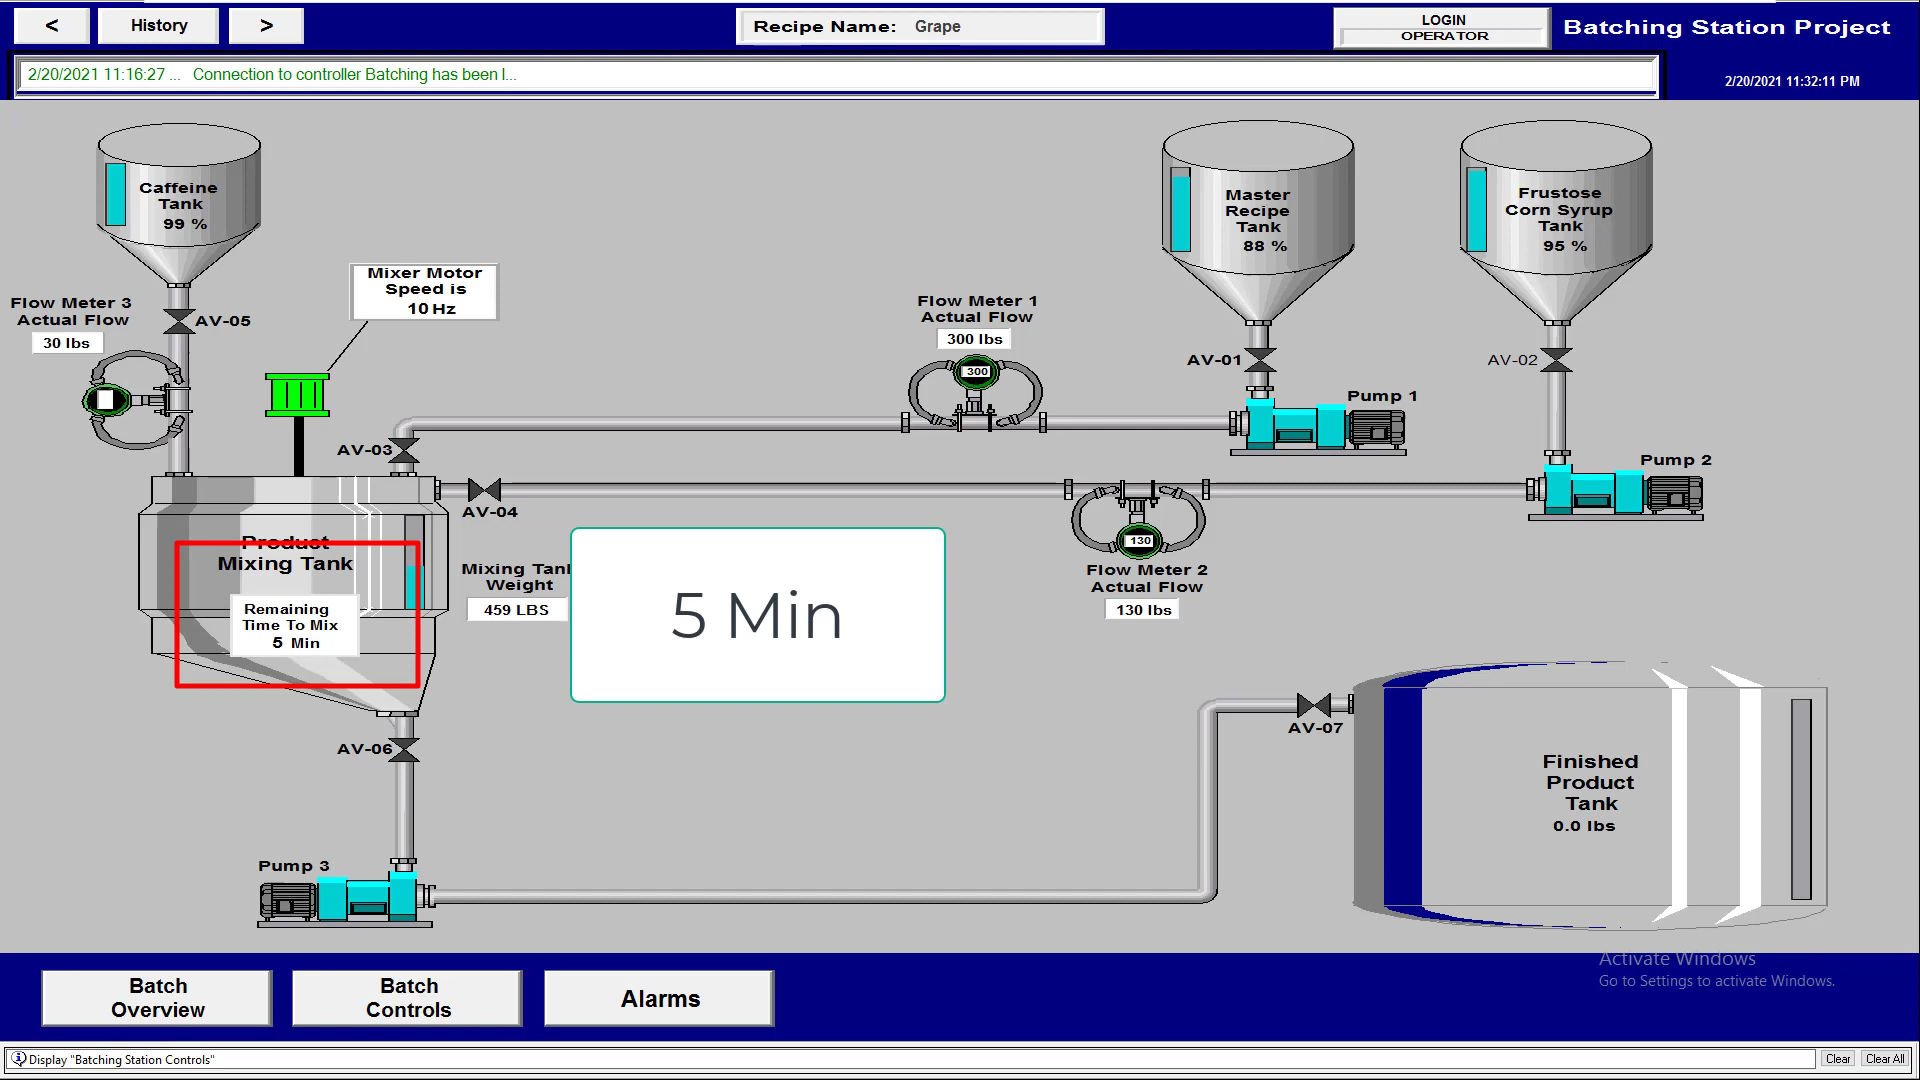 <
History
>
Recipe Name: Grape
LOGIN
OPERATOR
Batching Station Project
2/20/2021 11:16:27 ... Connection to controller Batching has been l...
2/20/2021 11:32:11 PM
Caffeine
Tank
99 %
Master
Recipe
Tank
88 %
Frustose
Corn Syrup
Tank
95 %
Mixer Motor
Speed is
10 Hz
Flow Meter 3
Actual Flow
30 lbs
AV-05
Flow Meter 1
Actual Flow
300 lbs
300
AV-01
AV-02
Pump 1
AV-03
Pump 2
AV-04
Product
Mixing Tank
Remaining
Time To Mix
5 Min
Mixing Tank
Weight
459 LBS
5 Min
130
Flow Meter 2
Actual Flow
130 lbs
AV-07
AV-06
Finished
Product
Tank
0.0 lbs
Pump 3
Activate Windows
Go to Settings to activate Windows.
Batch
Overview
Batch
Controls
Alarms
Display "Batching Station Controls"
Clear
Clear All